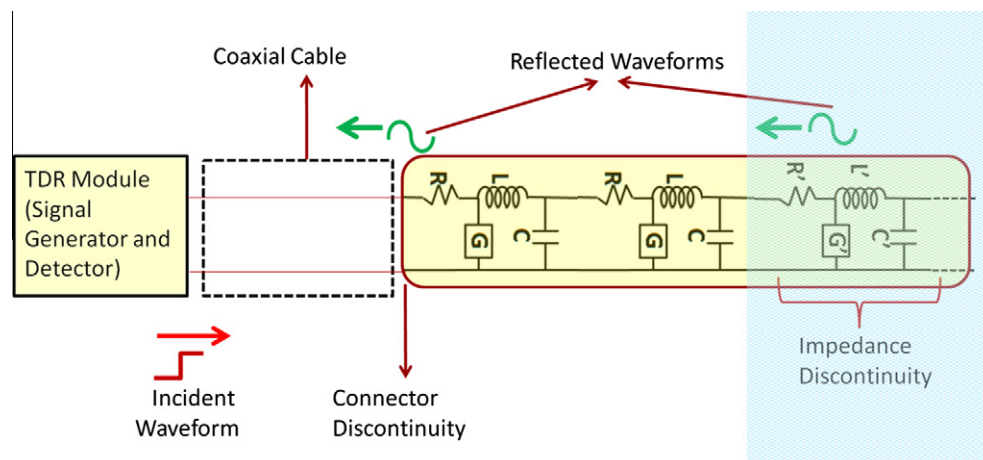 Coaxial Cable
Reflected Waveforms
TDR Module
(Signal
Generator and
Detector)
R
L
G
C
R
L
G
C
R'
L'
G'
C'
Incident
Waveform
Connector
Discontinuity
Impedance
Discontinuity